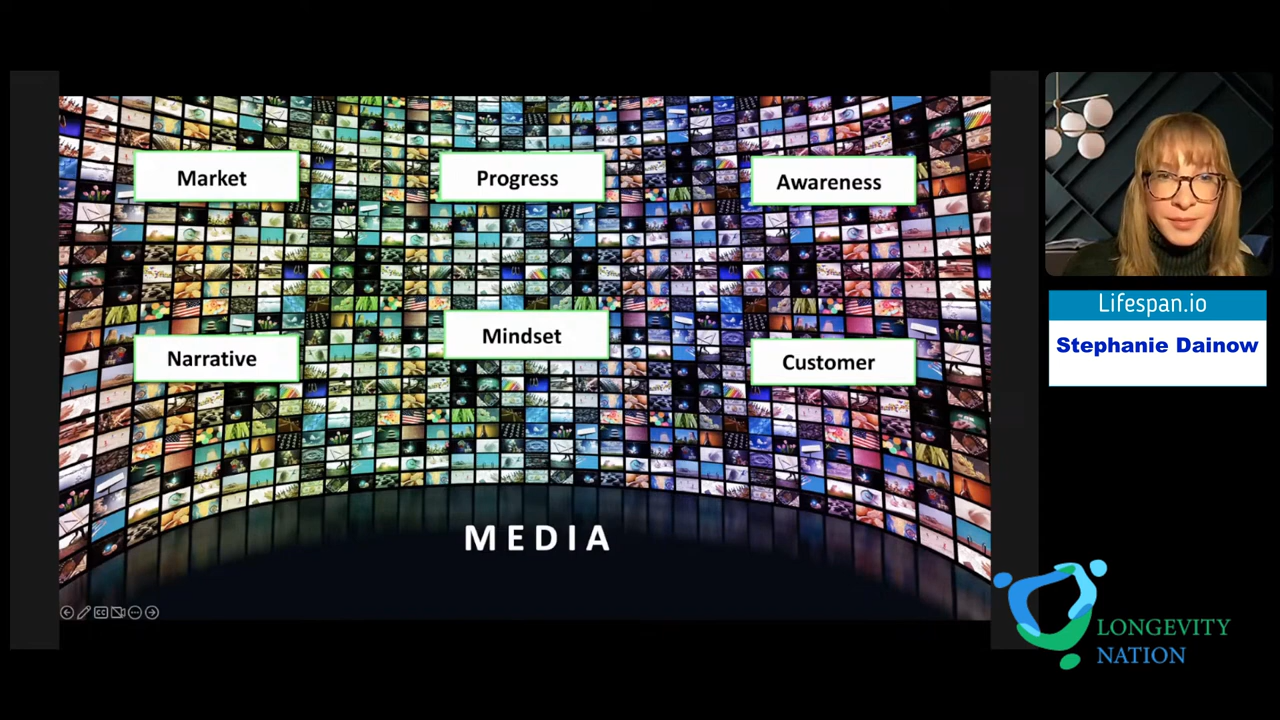 Market
Progress
Awareness
Narrative
Mindset
Customer
MEDIA
Lifespan.io
Stephanie Dainow
LONGEVITY
NATION